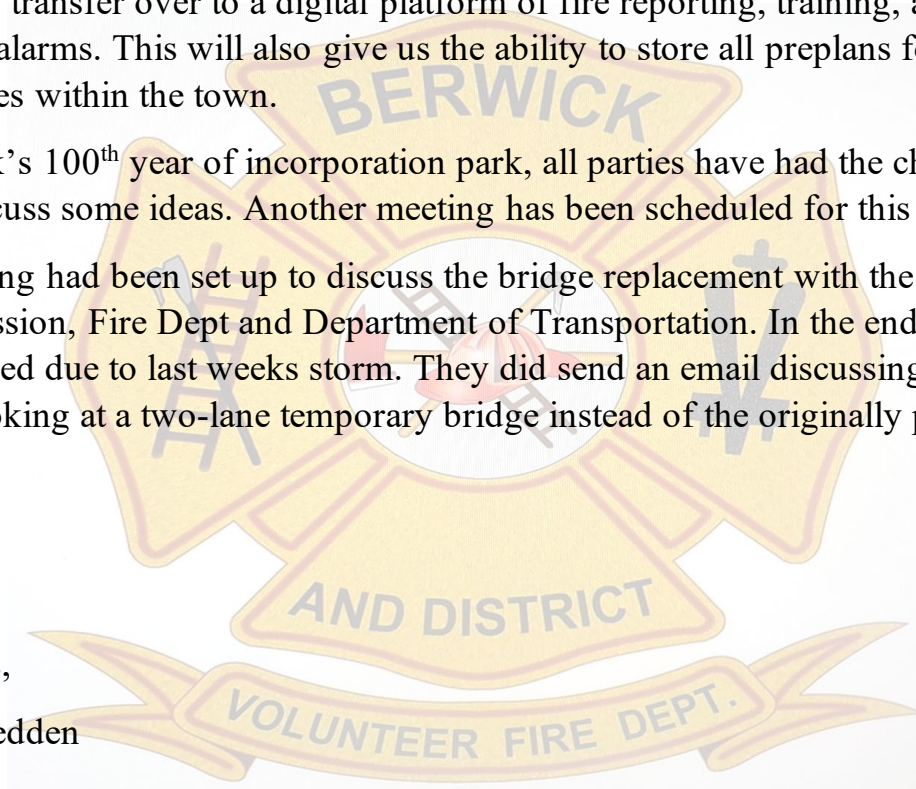 transfer over to a digital platform of fire reporting, training,
alarms. This will also give us the ability to store all preplans
es within the town.
k’s 100th year of incorporation park, all parties have had the
cuss some ideas. Another meeting has been scheduled for this
ng had been set up to discuss the bridge replacement with the
ssion, Fire Dept and Department of Transportation. In the end
ed due to last weeks storm. They did send an email discussing
oking at a two-lane temporary bridge instead of the originally
,
edden
BERWICK
AND DISTRICT
VOLUNTEER FIRE DEPT.